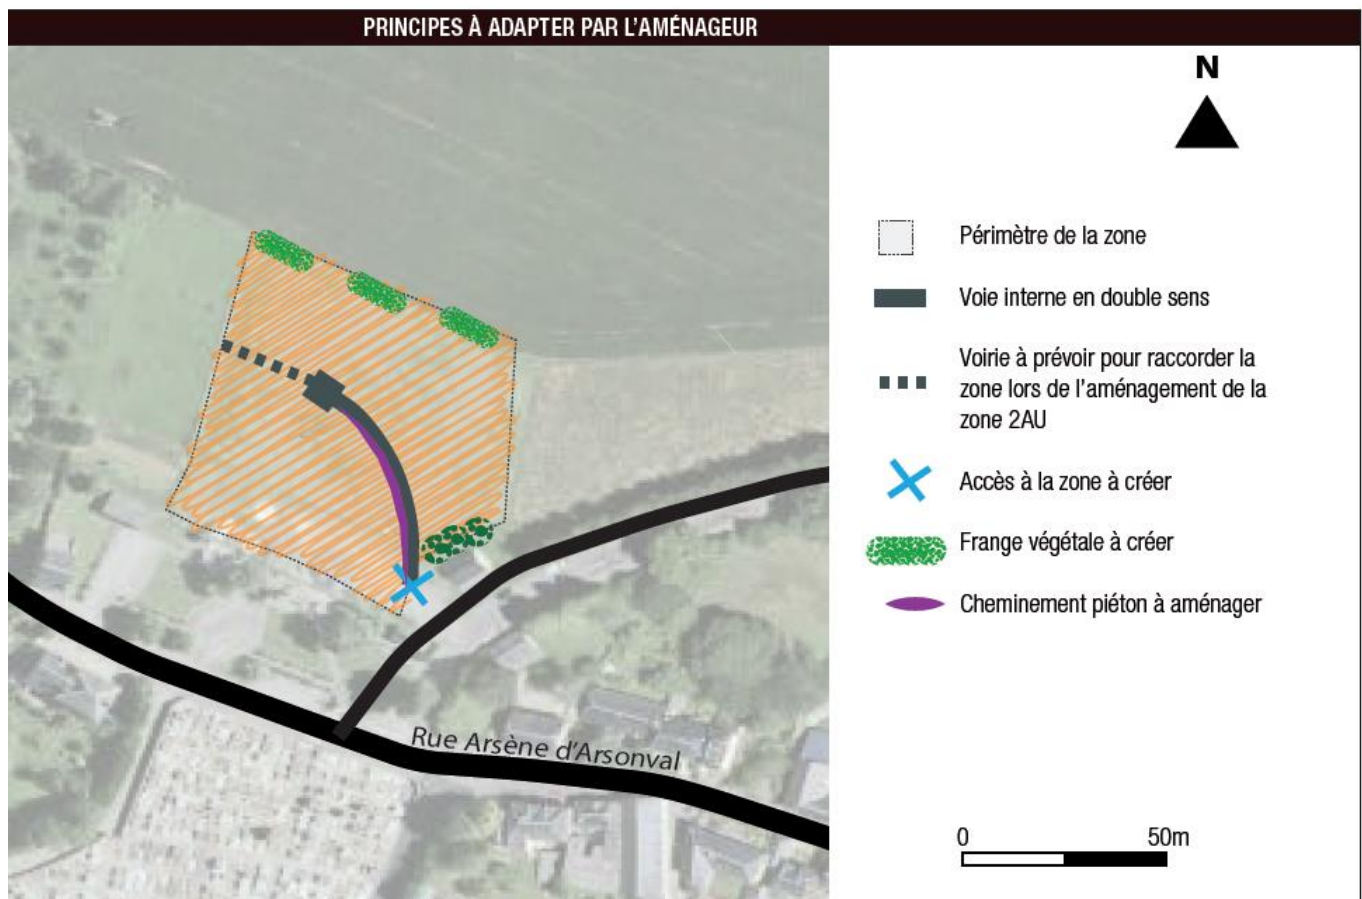 PRINCIPES À ADAPTER PAR L'AMÉNAGEUR
N
Périmètre de la zone
Voie interne en double sens
Voirie à prévoir pour raccorder la
zone lors de l'aménagement de la
zone 2AU
Accès à la zone à créer
Frange végétale à créer
Cheminement piéton à aménager
Rue Arsène d'Arsonval
0 50m